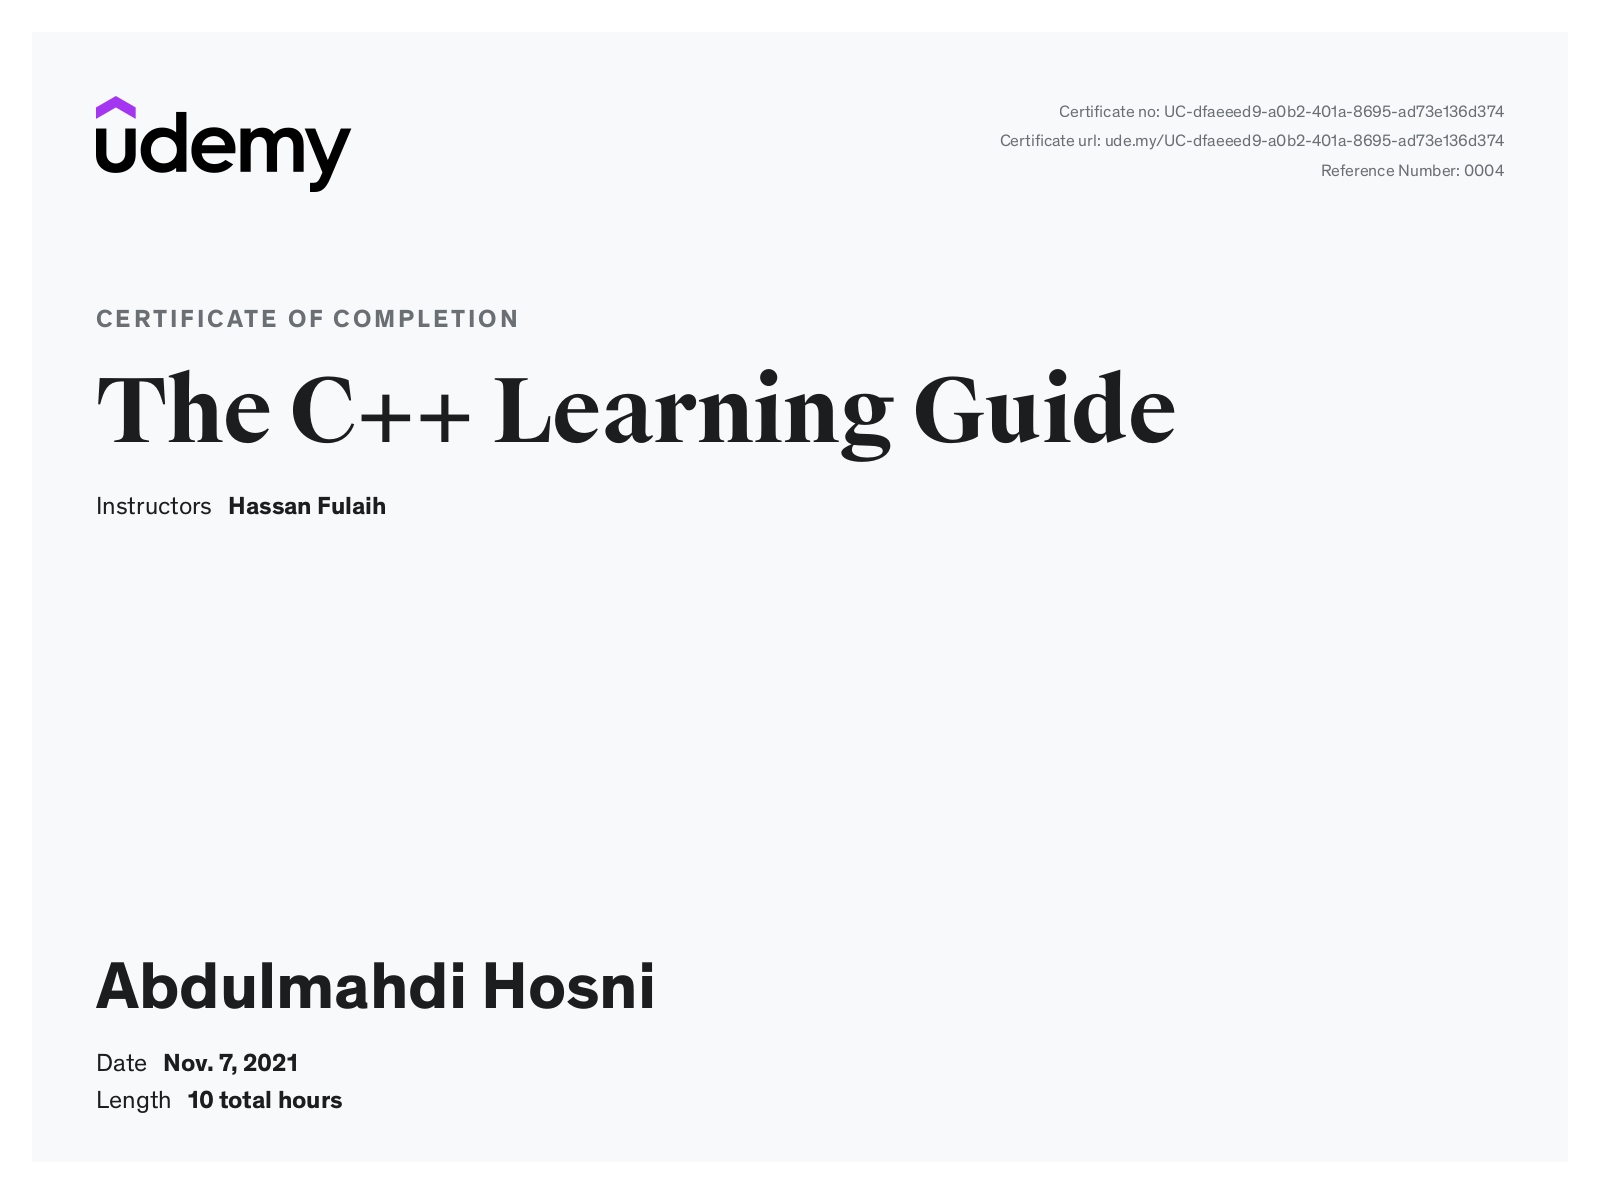 udemy
Certificate no: UC-dfaeeed9-a0b2-401a-8695-ad73e136d374
Certificate url: ude.my/UC-dfaeeed9-a0b2-401a-8695-ad73e136d374
Reference Number: 0004
CERTIFICATE OF COMPLETION
The C++ Learning Guide
Instructors Hassan Fulaih
Abdulmahdi Hosni
Date Nov. 7, 2021
Length 10 total hours